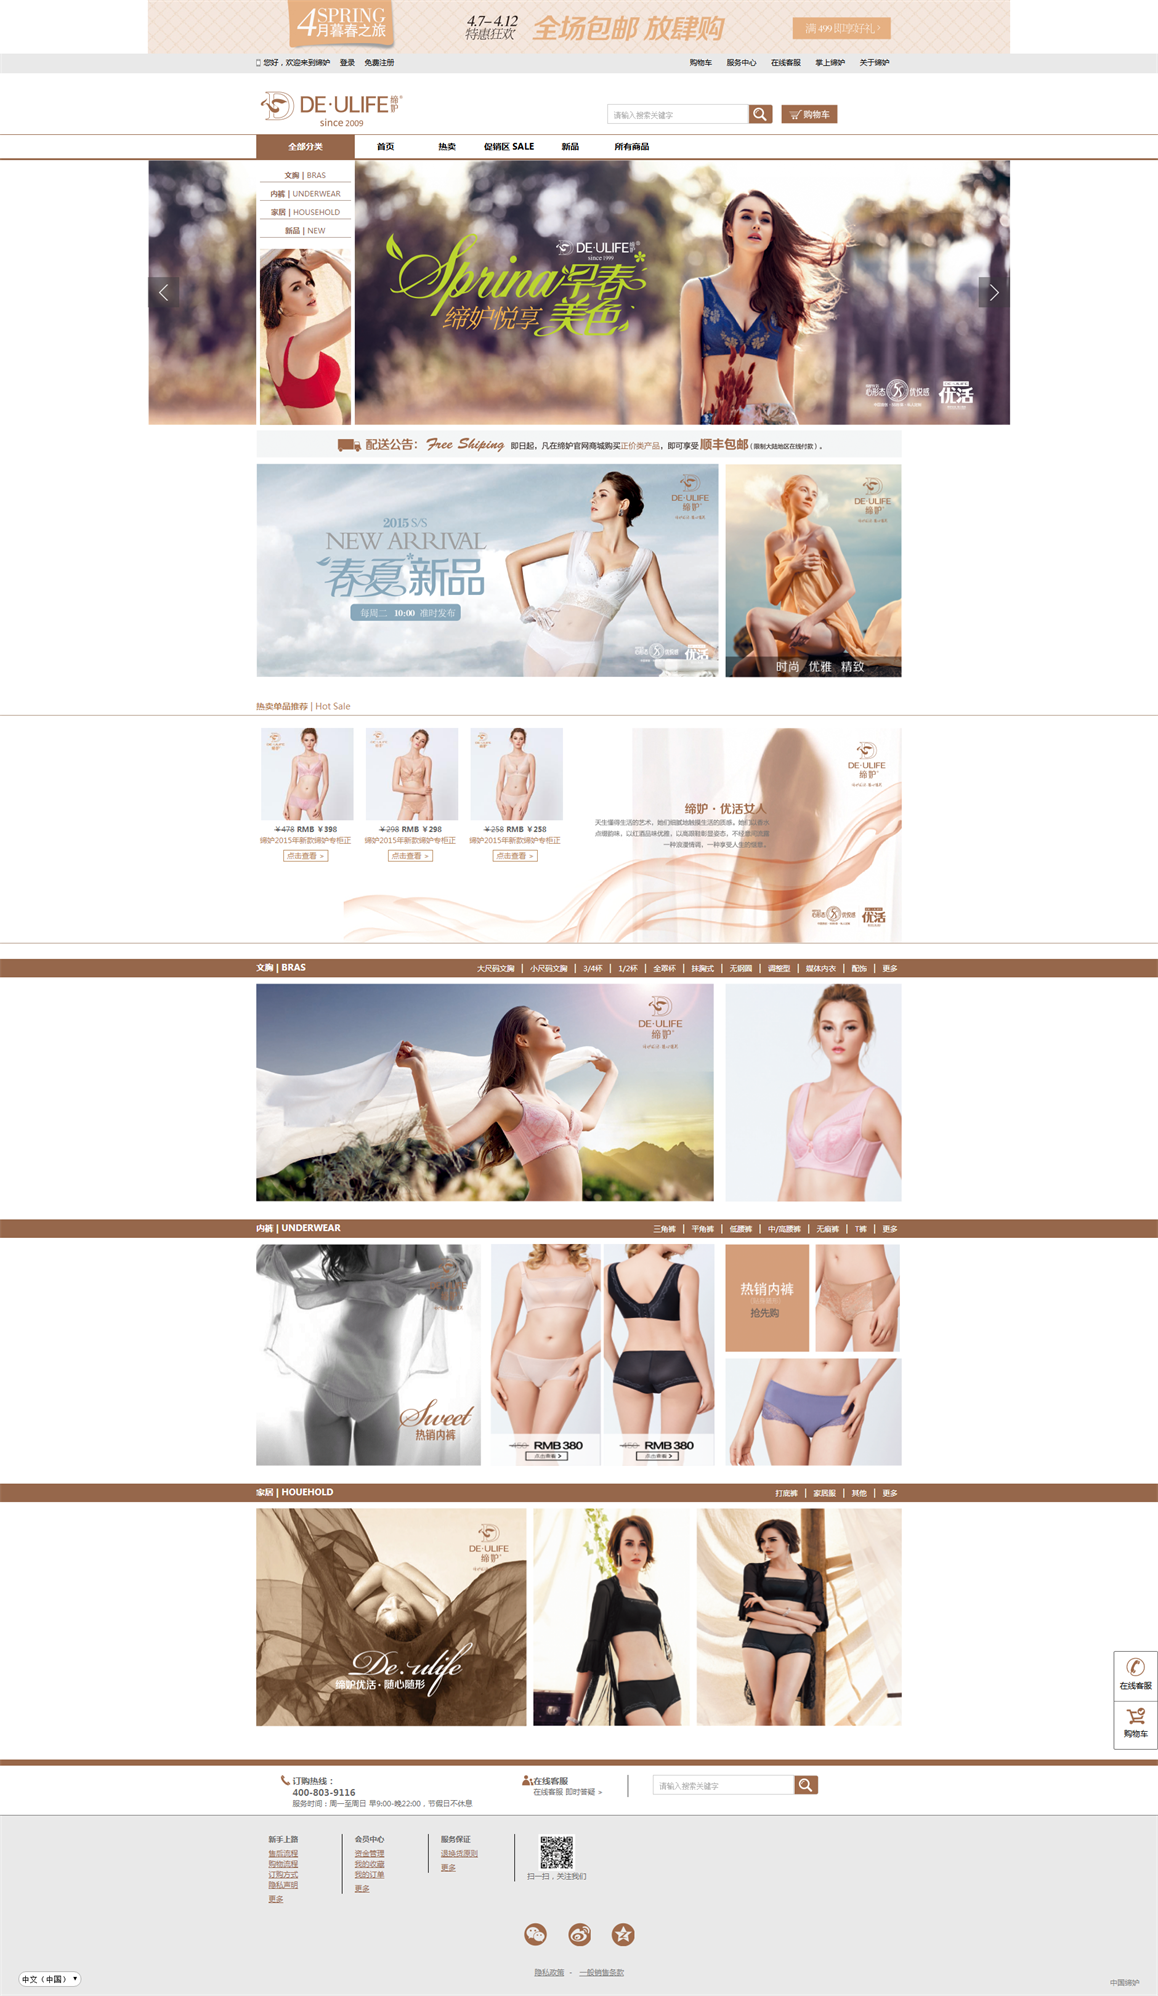 4 SPRING
月暮春之旅
4.7-4.12
特惠狂欢
全场包邮 放肆购
满 499 即享好礼 ›
您好，欢迎来到缔妒 登录 免费注册
购物车 服务中心 在线客服 掌上缔妒 关于缔妒
DE·ULIFE 缔妒
since 2009
请输入搜索关键字
购物车
全部分类 首页 热卖 促销区 SALE 新品 所有商品
文胸 | BRAS
内裤 | UNDERWEAR
家居 | HOUSEHOLD
新品 | NEW
DE·ULIFE 缔妒
since 1999
Sprina 早春
缔妒悦享 美色
心形态 优悦感 优活
配送公告： Free Shiping 即日起，凡在缔妒官网商城购买正价类产品，即可享受 顺丰包邮（限制大陆地区在线付款）。
DE·ULIFE
缔妒
2015 S/S
NEW ARRIVAL
春夏新品
每周二 10:00 准时发布
优活
DE·ULIFE
缔妒
时尚 优雅 精致
热卖单品推荐 | Hot Sale
￥478 RMB ￥398
缔妒2015年新款缔妒专柜正
点击查看 >
￥298 RMB ￥298
缔妒2015年新款缔妒专柜正
点击查看 >
￥258 RMB ￥258
缔妒2015年新款缔妒专柜正
点击查看 >
DE·ULIFE
缔妒
缔妒·优活女人
天生懂得生活的艺术，她们细腻地触摸生活的质感。她们以香水
点缀韵味，以红酒品味优雅，以高跟鞋彰显姿态，不经意间流露
一种浪漫情调，一种享受人生的惬意。
心形态 优悦感 优活
文胸 | BRAS
大尺码文胸 | 小尺码文胸 | 3/4杯 | 1/2杯 | 全罩杯 | 抹胸式 | 无钢圈 | 调整型 | 媒体内衣 | 配饰 | 更多
DE·ULIFE
缔妒
内裤 | UNDERWEAR
三角裤 | 平角裤 | 低腰裤 | 中/高腰裤 | 无痕裤 | T裤 | 更多
Sweet
热销内裤
450 RMB 380
点击查看 >
450 RMB 380
点击查看 >
热销内裤
抢先购
家居 | HOUEHOLD
打底裤 | 家居服 | 其他 | 更多
DE·ULIFE
缔妒
De.ulife
缔妒优活·随心随形
在线客服
购物车
订购热线：
400-803-9116
服务时间：周一至周日 早9:00-晚22:00，节假日不休息
在线客服
在线客服 即时答疑 >
请输入搜索关键字
新手上路
售后流程
购物流程
订购方式
隐私声明
更多
会员中心
资金管理
我的收藏
我的订单
更多
服务保证
退换货原则
更多
扫一扫，关注我们
隐私政策 - 一般销售条款
中文（中国）
中国缔妒